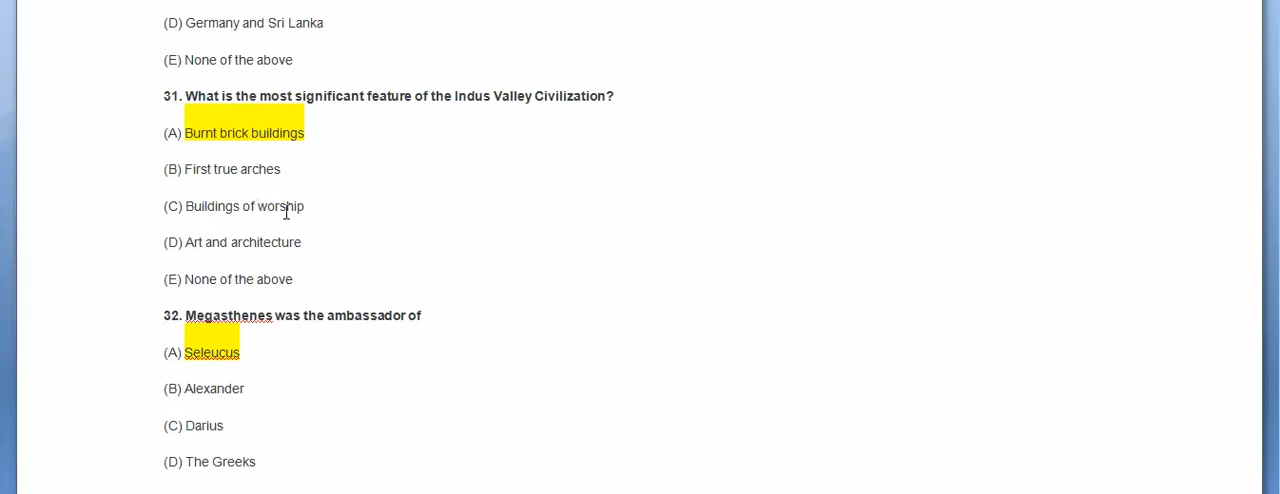 (D) Germany and Sri Lanka
(E) None of the above
31. What is the most significant feature of the Indus Valley Civilization?
(A) Burnt brick buildings
(B) First true arches
(C) Buildings of worship
(D) Art and architecture
(E) None of the above
32. Megasthenes was the ambassador of
(A) Seleucus
(B) Alexander
(C) Darius
(D) The Greeks